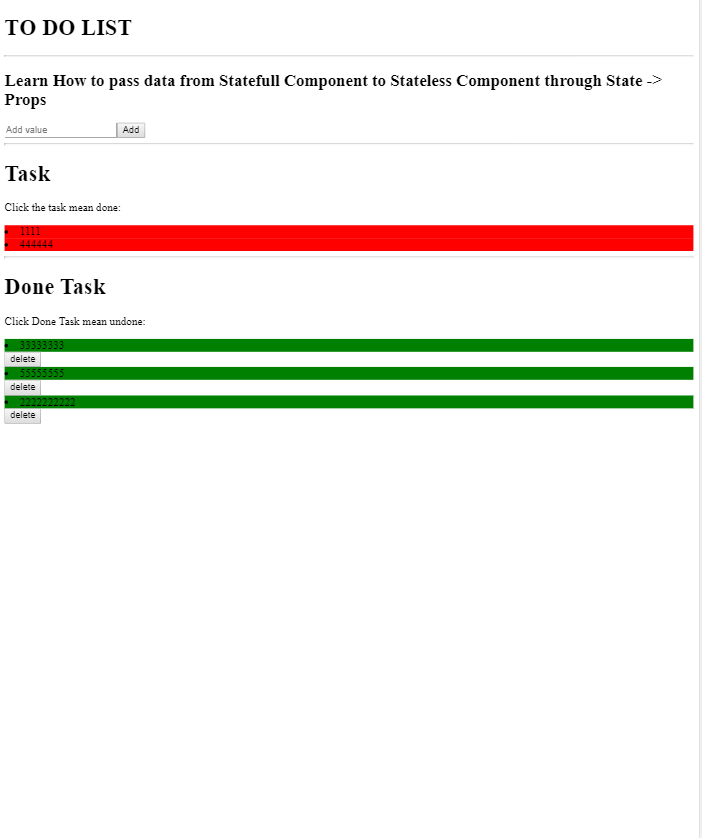 TO DO LIST
Learn How to pass data from Statefull Component to Stateless Component through State ->
Props
Add value Add
Task
Click the task mean done:
1111
444444
Done Task
Click Done Task mean undone:
33333333
delete
55555555
delete
2222222222
delete